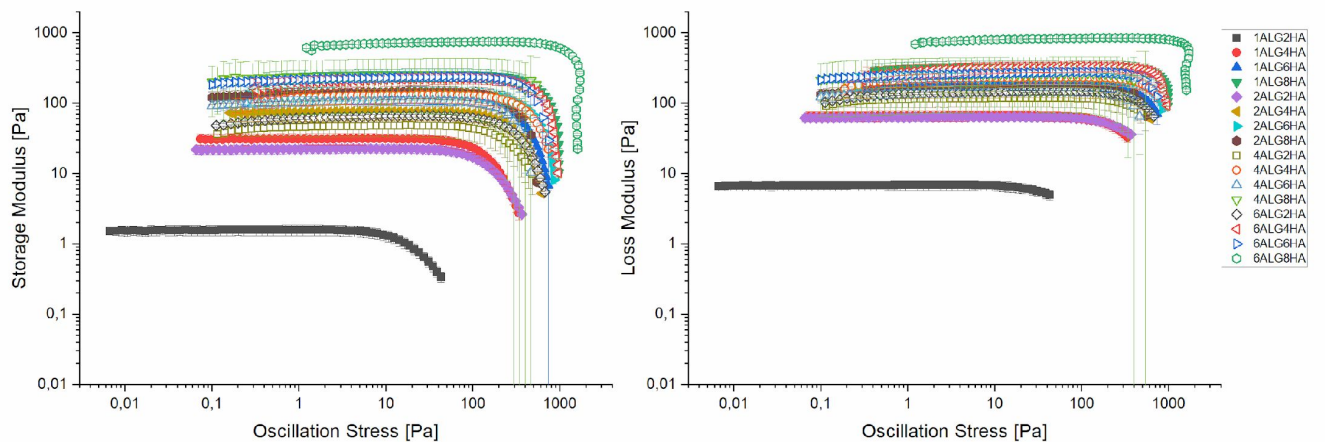 1000
100
10
1
0,1
0,01
Storage Modulus [Pa]
0,01 0,1 1 10 100 1000
Oscillation Stress [Pa]
1000
100
10
1
0,1
0,01
Loss Modulus [Pa]
0,01 0,1 1 10 100 1000
Oscillation Stress [Pa]
1ALG2HA
1ALG4HA
1ALG6HA
1ALG8HA
2ALG2HA
2ALG4HA
2ALG6HA
2ALG8HA
4ALG2HA
4ALG4HA
4ALG6HA
4ALG8HA
6ALG2HA
6ALG4HA
6ALG6HA
6ALG8HA